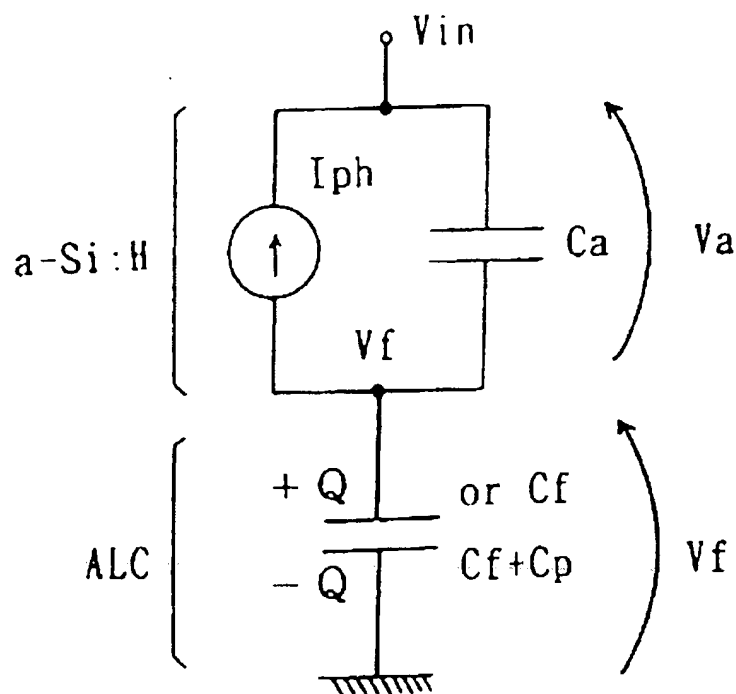 Vin
Iph
a-Si:H
Ca
Va
Vf
+Q
or Cf
ALC
-Q
Cf+Cp
Vf